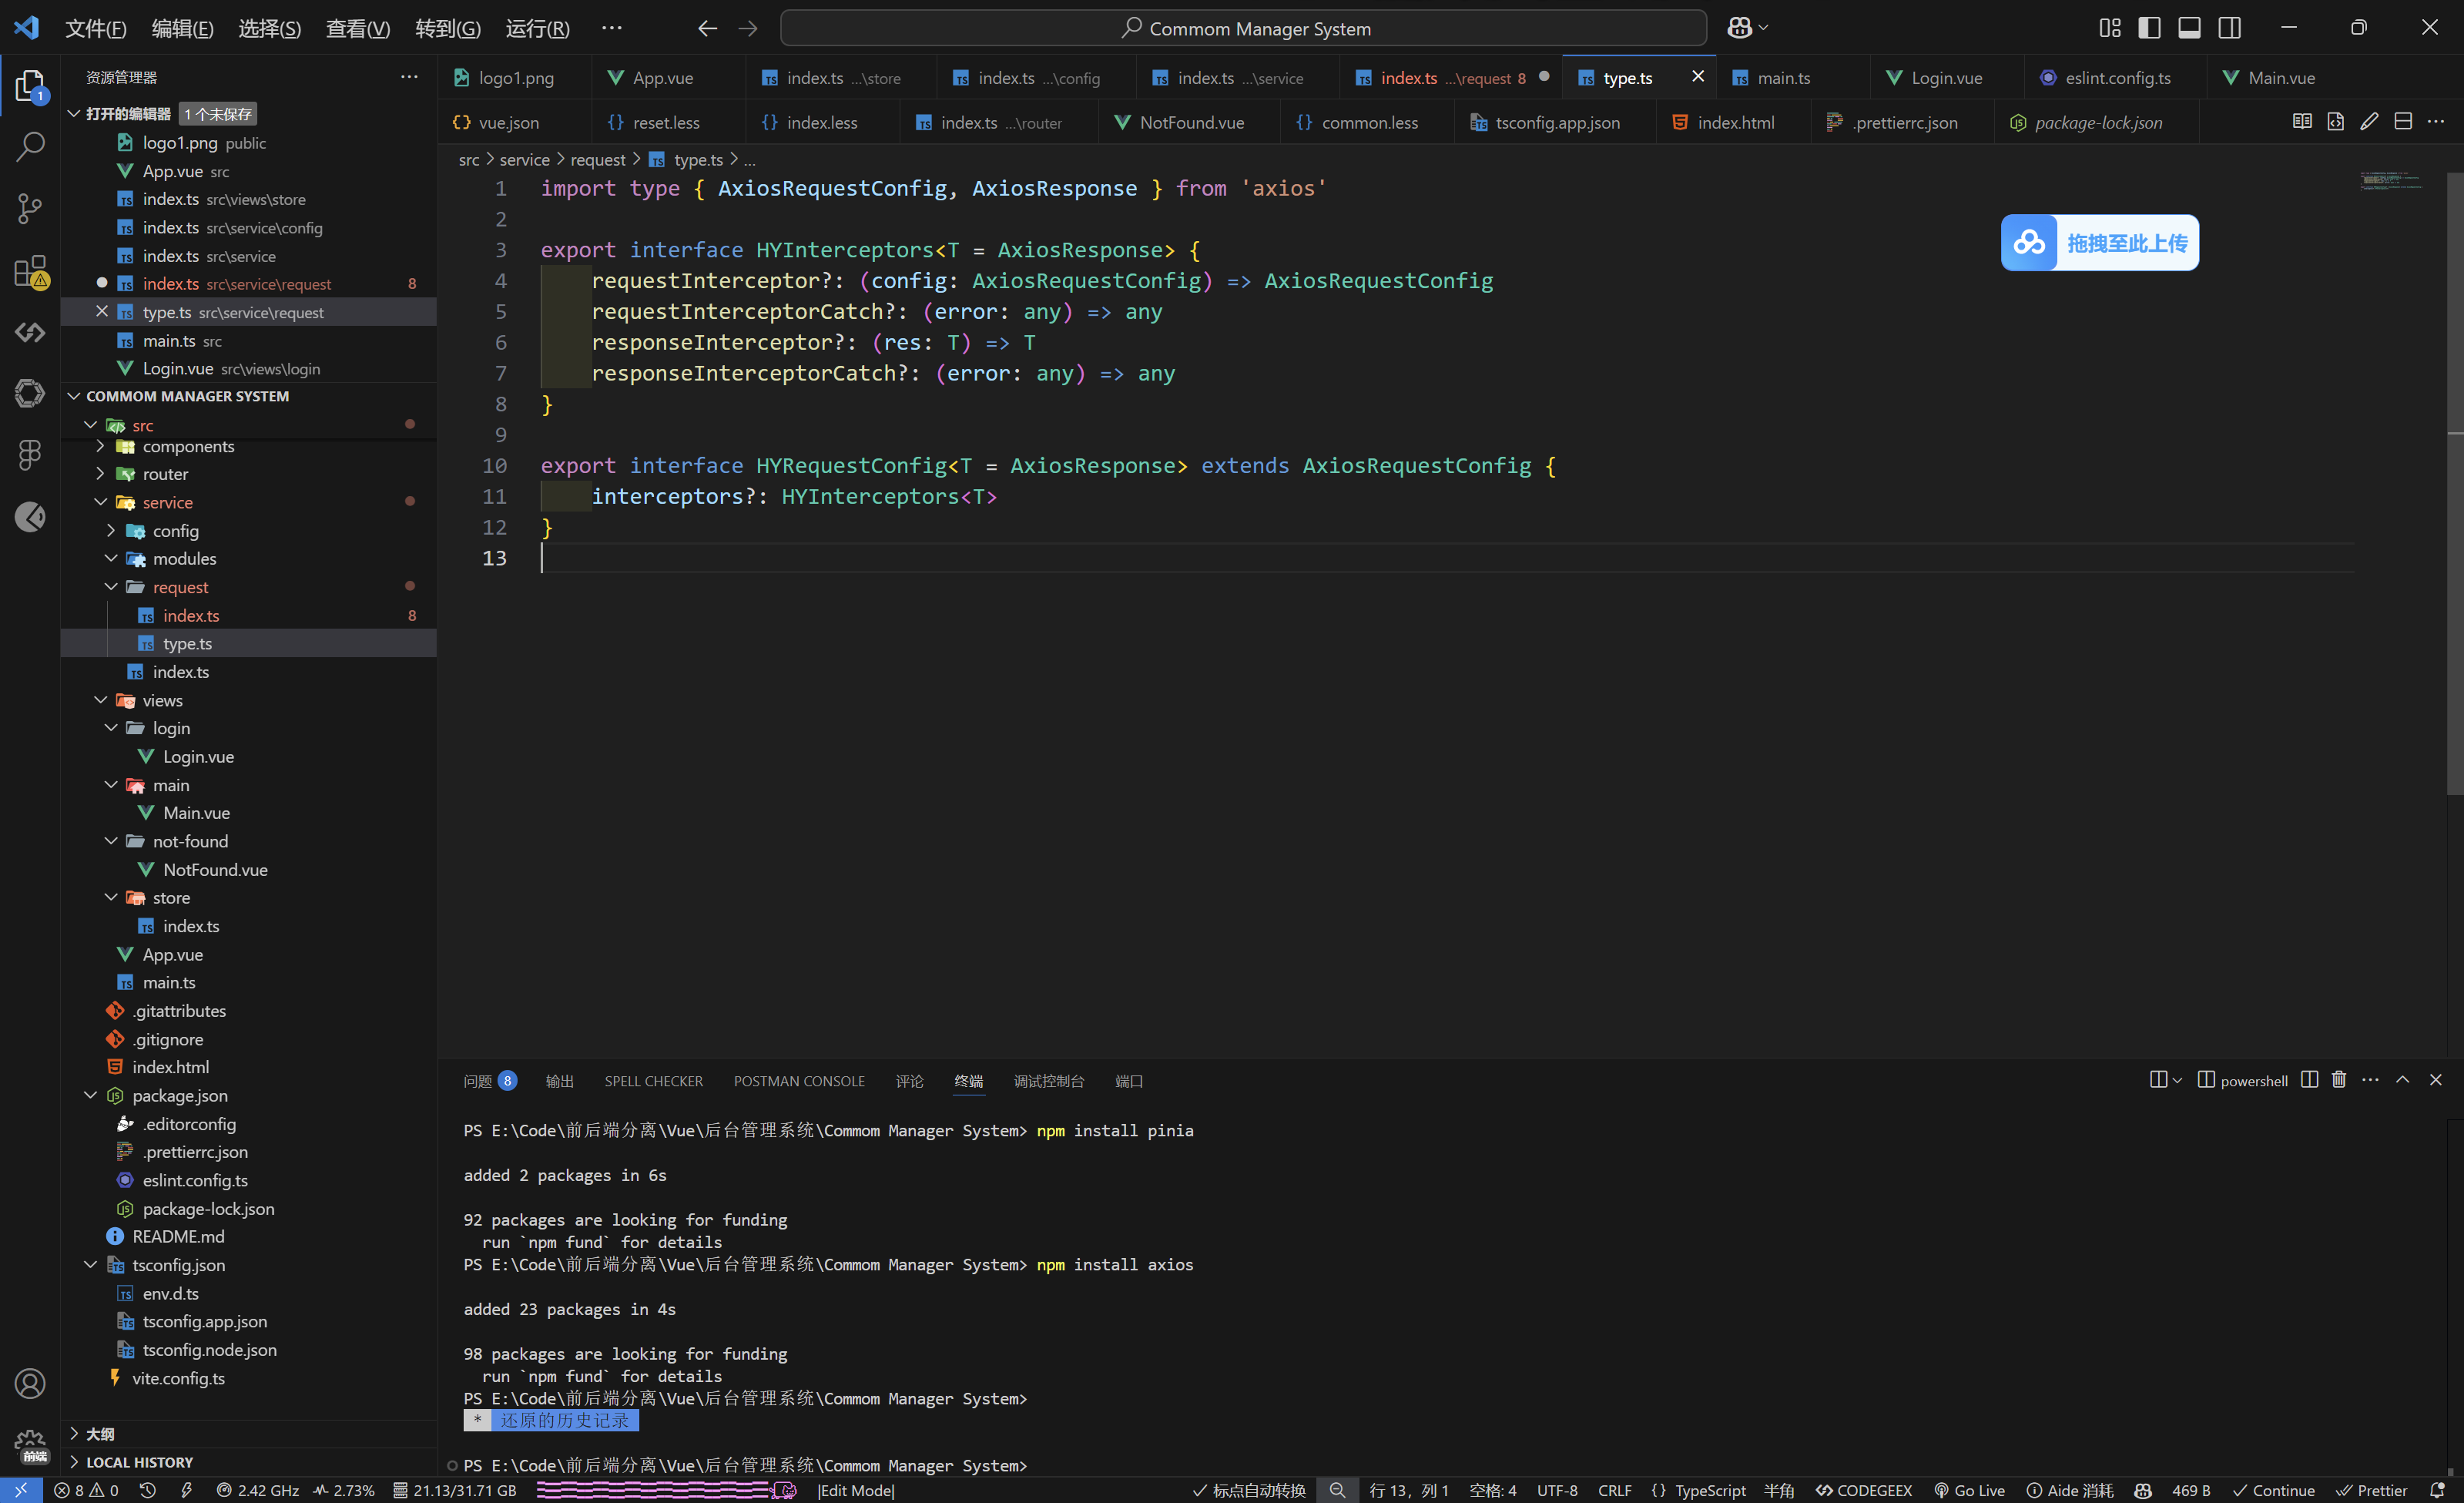 文件(F) 编辑(E) 选择(S) 查看(V) 转到(G) 运行(R) ··· Commom Manager System
资源管理器
打开的编辑器 1 个未保存
logo1.png public
App.vue src
index.ts src\views\store
index.ts src\service\config
index.ts src\service
index.ts src\service\request 8
type.ts src\service\request
main.ts src
Login.vue src\views\login
COMMOM MANAGER SYSTEM
src
components
router
service
config
modules
request
index.ts 8
type.ts
index.ts
views
login
Login.vue
main
Main.vue
not-found
NotFound.vue
store
index.ts
App.vue
main.ts
.gitattributes
.gitignore
index.html
package.json
.editorconfig
.prettierrc.json
eslint.config.ts
package-lock.json
README.md
tsconfig.json
env.d.ts
tsconfig.app.json
tsconfig.node.json
vite.config.ts
大纲
LOCAL HISTORY
1
前端
logo1.png App.vue index.ts ...\store index.ts ...\config index.ts ...\service index.ts ...\request 8 type.ts main.ts Login.vue eslint.config.ts Main.vue
vue.json reset.less index.less index.ts ...\router NotFound.vue common.less tsconfig.app.json index.html .prettierrc.json package-lock.json
src > service > request > type.ts > ...
1 import type { AxiosRequestConfig, AxiosResponse } from 'axios'
2
3 export interface HYInterceptors<T = AxiosResponse> {
4 requestInterceptor?: (config: AxiosRequestConfig) => AxiosRequestConfig
5 requestInterceptorCatch?: (error: any) => any
6 responseInterceptor?: (res: T) => T
7 responseInterceptorCatch?: (error: any) => any
8 }
9
10 export interface HYRequestConfig<T = AxiosResponse> extends AxiosRequestConfig {
11 interceptors?: HYInterceptors<T>
12 }
13
拖拽至此上传
问题 8 输出 SPELL CHECKER POSTMAN CONSOLE 评论 终端 调试控制台 端口 powershell
PS E:\Code\前后端分离\Vue\后台管理系统\Commom Manager System> npm install pinia
added 2 packages in 6s
92 packages are looking for funding
run `npm fund` for details
PS E:\Code\前后端分离\Vue\后台管理系统\Commom Manager System> npm install axios
added 23 packages in 4s
98 packages are looking for funding
run `npm fund` for details
PS E:\Code\前后端分离\Vue\后台管理系统\Commom Manager System>
* 还原的历史记录
PS E:\Code\前后端分离\Vue\后台管理系统\Commom Manager System>
8 0 2.42 GHz 2.73% 21.13/31.71 GB |Edit Mode| 标点自动转换 行 13, 列 1 空格: 4 UTF-8 CRLF {} TypeScript 半角 CODEGEEX Go Live Aide 消耗 469 B Continue Prettier